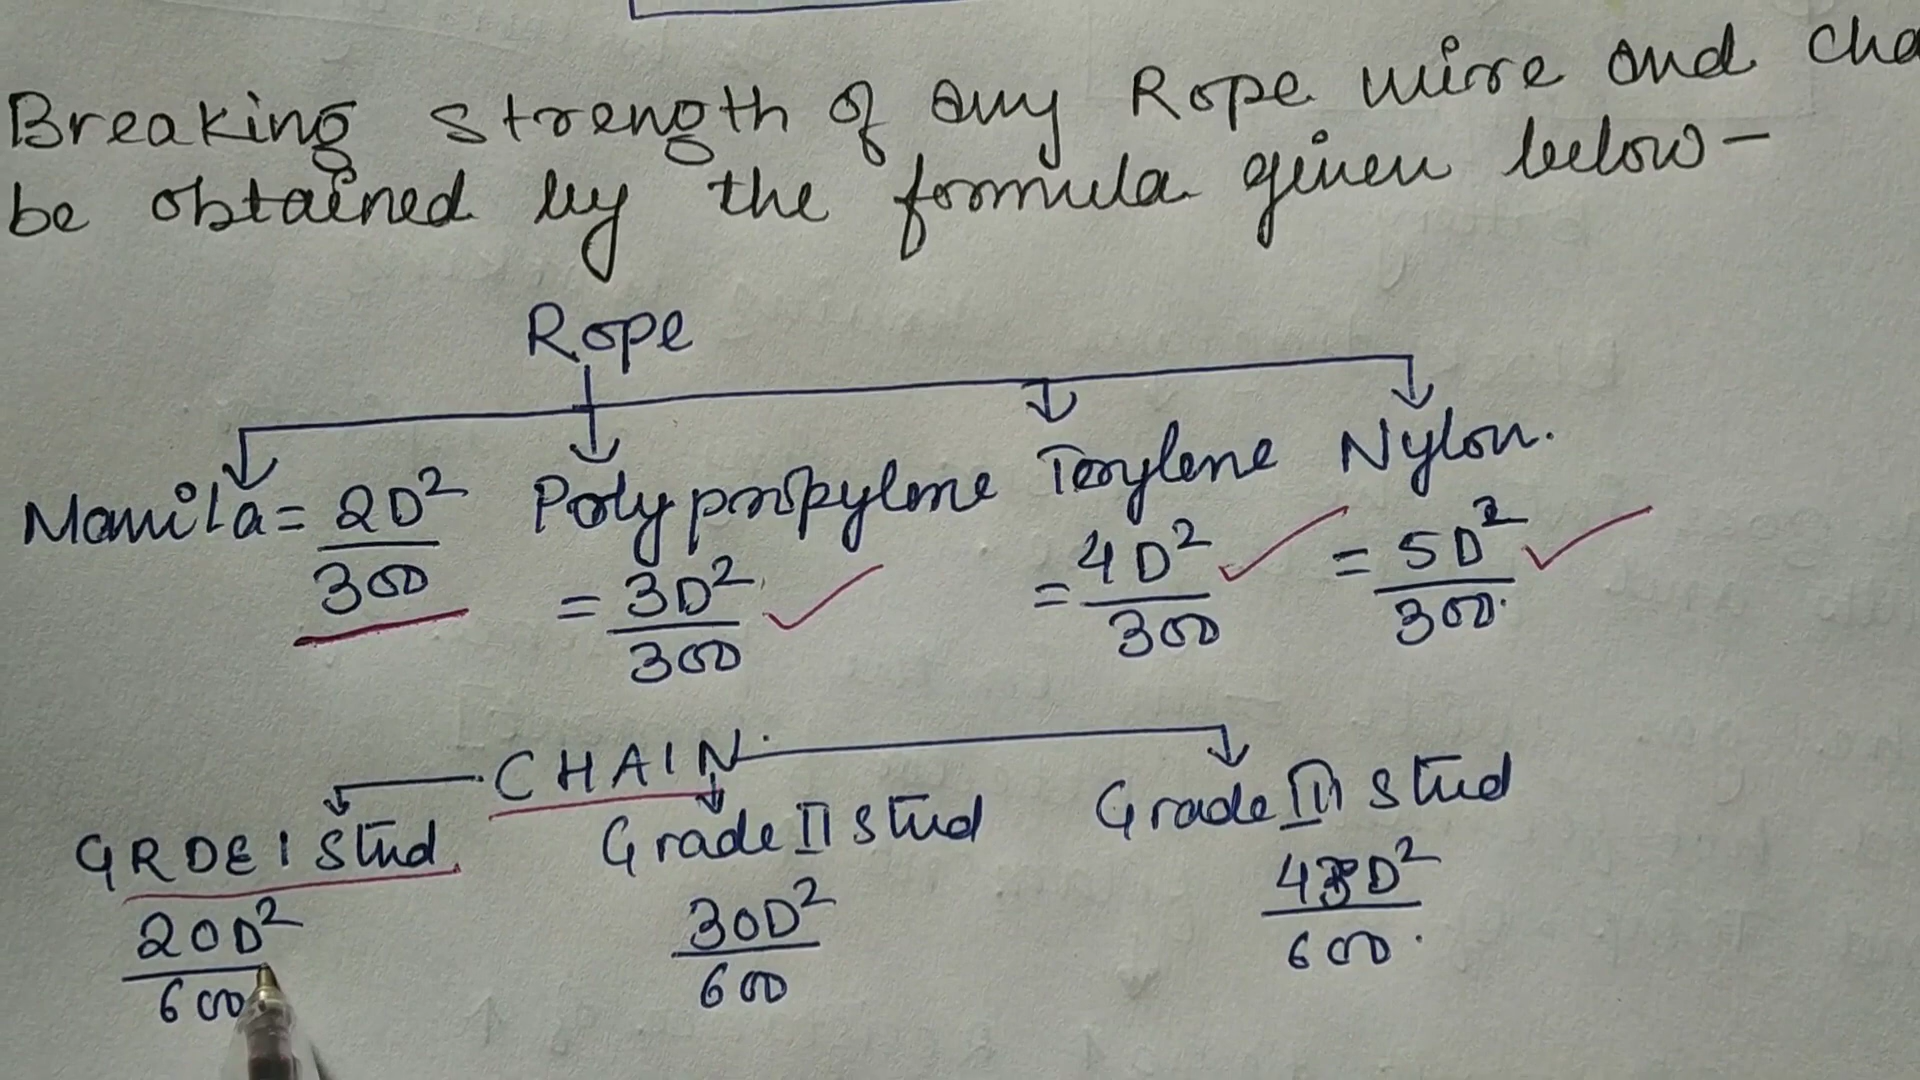 Breaking strength of any Rope wire and cha
be obtained by the formula given below-
Rope
Manila = 2D²/300
Polypropylene = 3D²/300
Terylene = 4D²/300
Nylon. = 5D²/300.
CHAIN.
GRDE I Stud. 20D²/600
Grade II Stud 30D²/600
Grade III Stud 43D²/600.